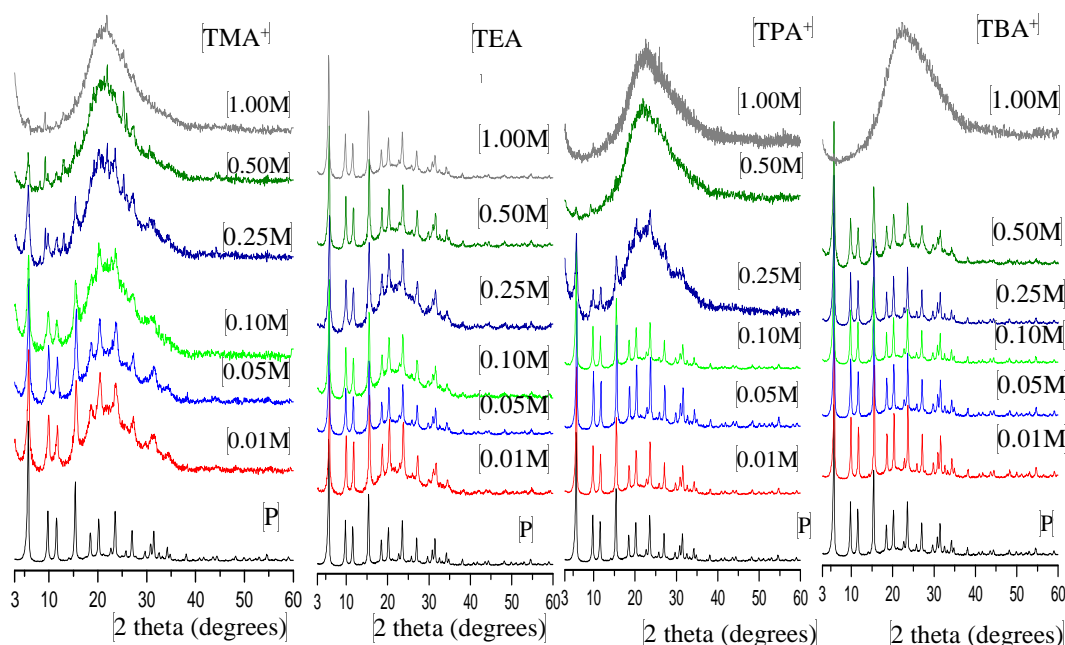 TMA+
[1.00M]
[0.50M]
[0.25M]
[0.10M]
[0.05M]
[0.01M]
[P]
3 10 20 30 40 50 60
[2 theta (degrees)]
TEA
[1.00M]
[0.50M]
[0.25M]
[0.10M]
[0.05M]
[0.01M]
[P]
3 10 20 30 40 50 60
[2 theta (degrees)]
[TPA+]
[1.00M]
[0.50M]
[0.25M]
[0.10M]
[0.05M]
[0.01M]
[P]
3 10 20 30 40 50 60
[2 theta (degrees)]
[TBA+]
[1.00M]
[0.50M]
[0.25M]
[0.10M]
[0.05M]
[0.01M]
[P]
3 10 20 30 40 50 60
[2 theta (degrees)]